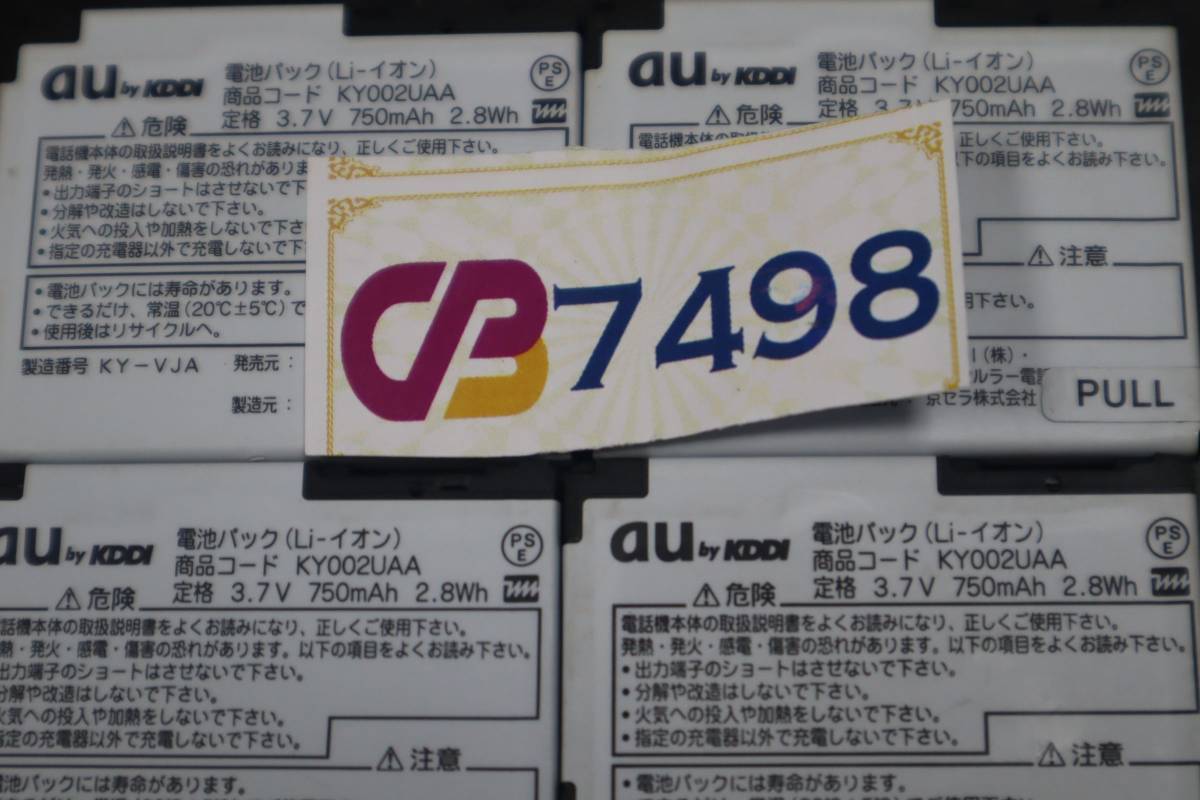 au by KDDI
電池パック(Li-イオン)
商品コード KY002UAA
定格 3.7V 750mAh 2.8Wh
PS
E
⚠危険
電話機本体の取扱説明書をよくお読みになり、正しくご使用下さい。
発熱・発火・感電・傷害の恐れがありま
•出力端子のショートはさせないで下
•分解や改造はしないで下さい。
•火気への投入や加熱をしないで下さ
•指定の充電器以外で充電しないで下
•電池パックには寿命があります。
•できるだけ、常温(20℃±5℃)で
•使用後はリサイクルへ。
製造番号 KY-VJA 発売元:
製造元:
au by KDDI
電池パック(Li-イオン)
商品コード KY002UAA
定格 3.7V 750mAh 2.8Wh
PS
E
⚠危険
電話機本体の取扱
正しくご使用下さい。
以下の項目をよくお読み下さい。
⚠注意
用下さい。
I(株)・
ルラー電話
京セラ株式会社
PULL
CB7498
au by KDDI
電池パック(Li-イオン)
商品コード KY002UAA
定格 3.7V 750mAh 2.8Wh
PS
E
⚠危険
話機本体の取扱説明書をよくお読みになり、正しくご使用下さい。
熱・発火・感電・傷害の恐れがあります。以下の項目をよくお読み下さい。
出力端子のショートはさせないで下さい。
分解や改造はしないで下さい。
火気への投入や加熱をしないで下さい。
指定の充電器以外で充電しないで下さい。
⚠注意
電池パックには寿命があります。
au by KDDI
電池パック(Li-イオン)
商品コード KY002UAA
定格 3.7V 750mAh 2.8Wh
PS
E
⚠危険
電話機本体の取扱説明書をよくお読みになり、正しくご使用下さい。
発熱・発火・感電・傷害の恐れがあります。以下の項目をよくお読み下さい。
•出力端子のショートはさせないで下さい。
•分解や改造はしないで下さい。
•火気への投入や加熱をしないで下さい。
•指定の充電器以外で充電しないで下さい。
⚠注意
•電池パックには寿命があります。